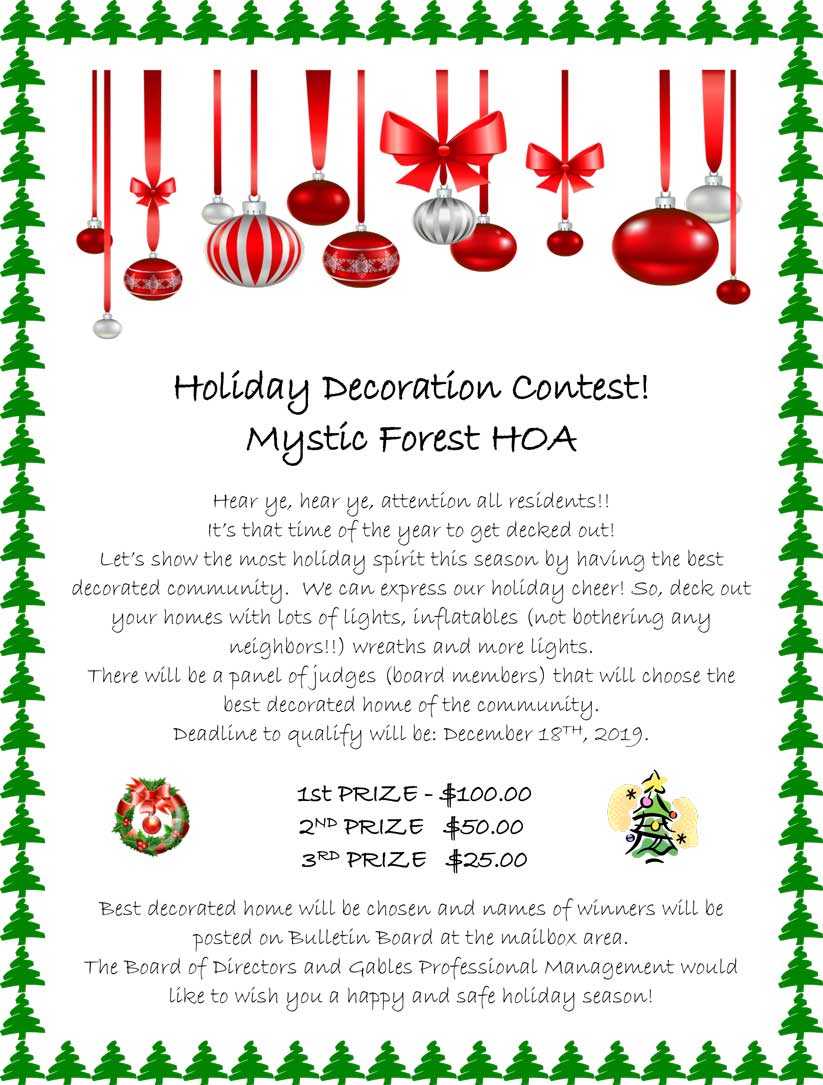 Holiday Decoration Contest!
Mystic Forest HOA
Hear ye, hear ye, attention all residents!!
It's that time of the year to get decked out!
Let's show the most holiday spirit this season by having the best
decorated community.  We can express our holiday cheer! So, deck out
your homes with lots of lights, inflatables (not bothering any
neighbors!!) wreaths and more lights.
There will be a panel of judges (board members) that will choose the
best decorated home of the community.
Deadline to qualify will be: December 18TH, 2019.
1st PRIZE - $100.00
2ND PRIZE   $50.00
3RD PRIZE   $25.00
Best decorated home will be chosen and names of winners will be
posted on Bulletin Board at the mailbox area.
The Board of Directors and Gables Professional Management would
like to wish you a happy and safe holiday season!